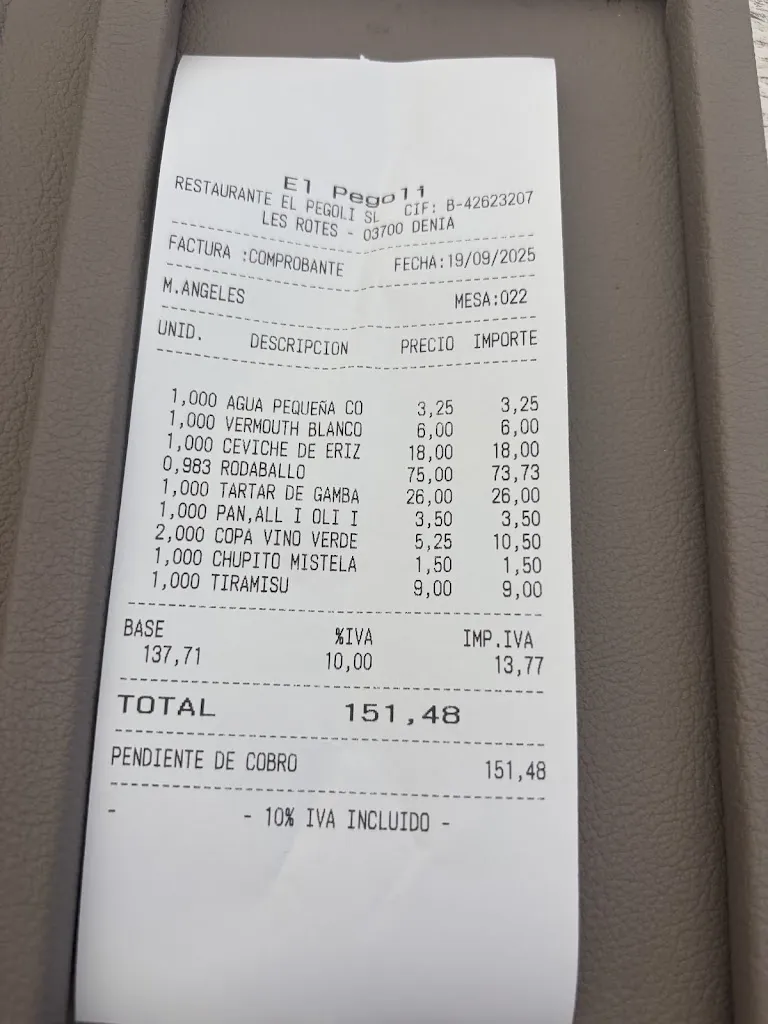 El Pegoli
RESTAURANTE EL PEGOLI SL CIF: B-42623207
LES ROTES - 03700 DENIA
FACTURA :COMPROBANTE FECHA:19/09/2025
M.ANGELES MESA:022
UNID. DESCRIPCION PRECIO IMPORTE
1,000 AGUA PEQUEÑA CO 3,25 3,25
1,000 VERMOUTH BLANCO 6,00 6,00
1,000 CEVICHE DE ERIZ 18,00 18,00
0,983 RODABALLO 75,00 73,73
1,000 TARTAR DE GAMBA 26,00 26,00
1,000 PAN,ALL I OLI I 3,50 3,50
2,000 COPA VINO VERDE 5,25 10,50
1,000 CHUPITO MISTELA 1,50 1,50
1,000 TIRAMISU 9,00 9,00
BASE %IVA IMP.IVA
137,71 10,00 13,77
TOTAL 151,48
PENDIENTE DE COBRO 151,48
- - 10% IVA INCLUIDO -